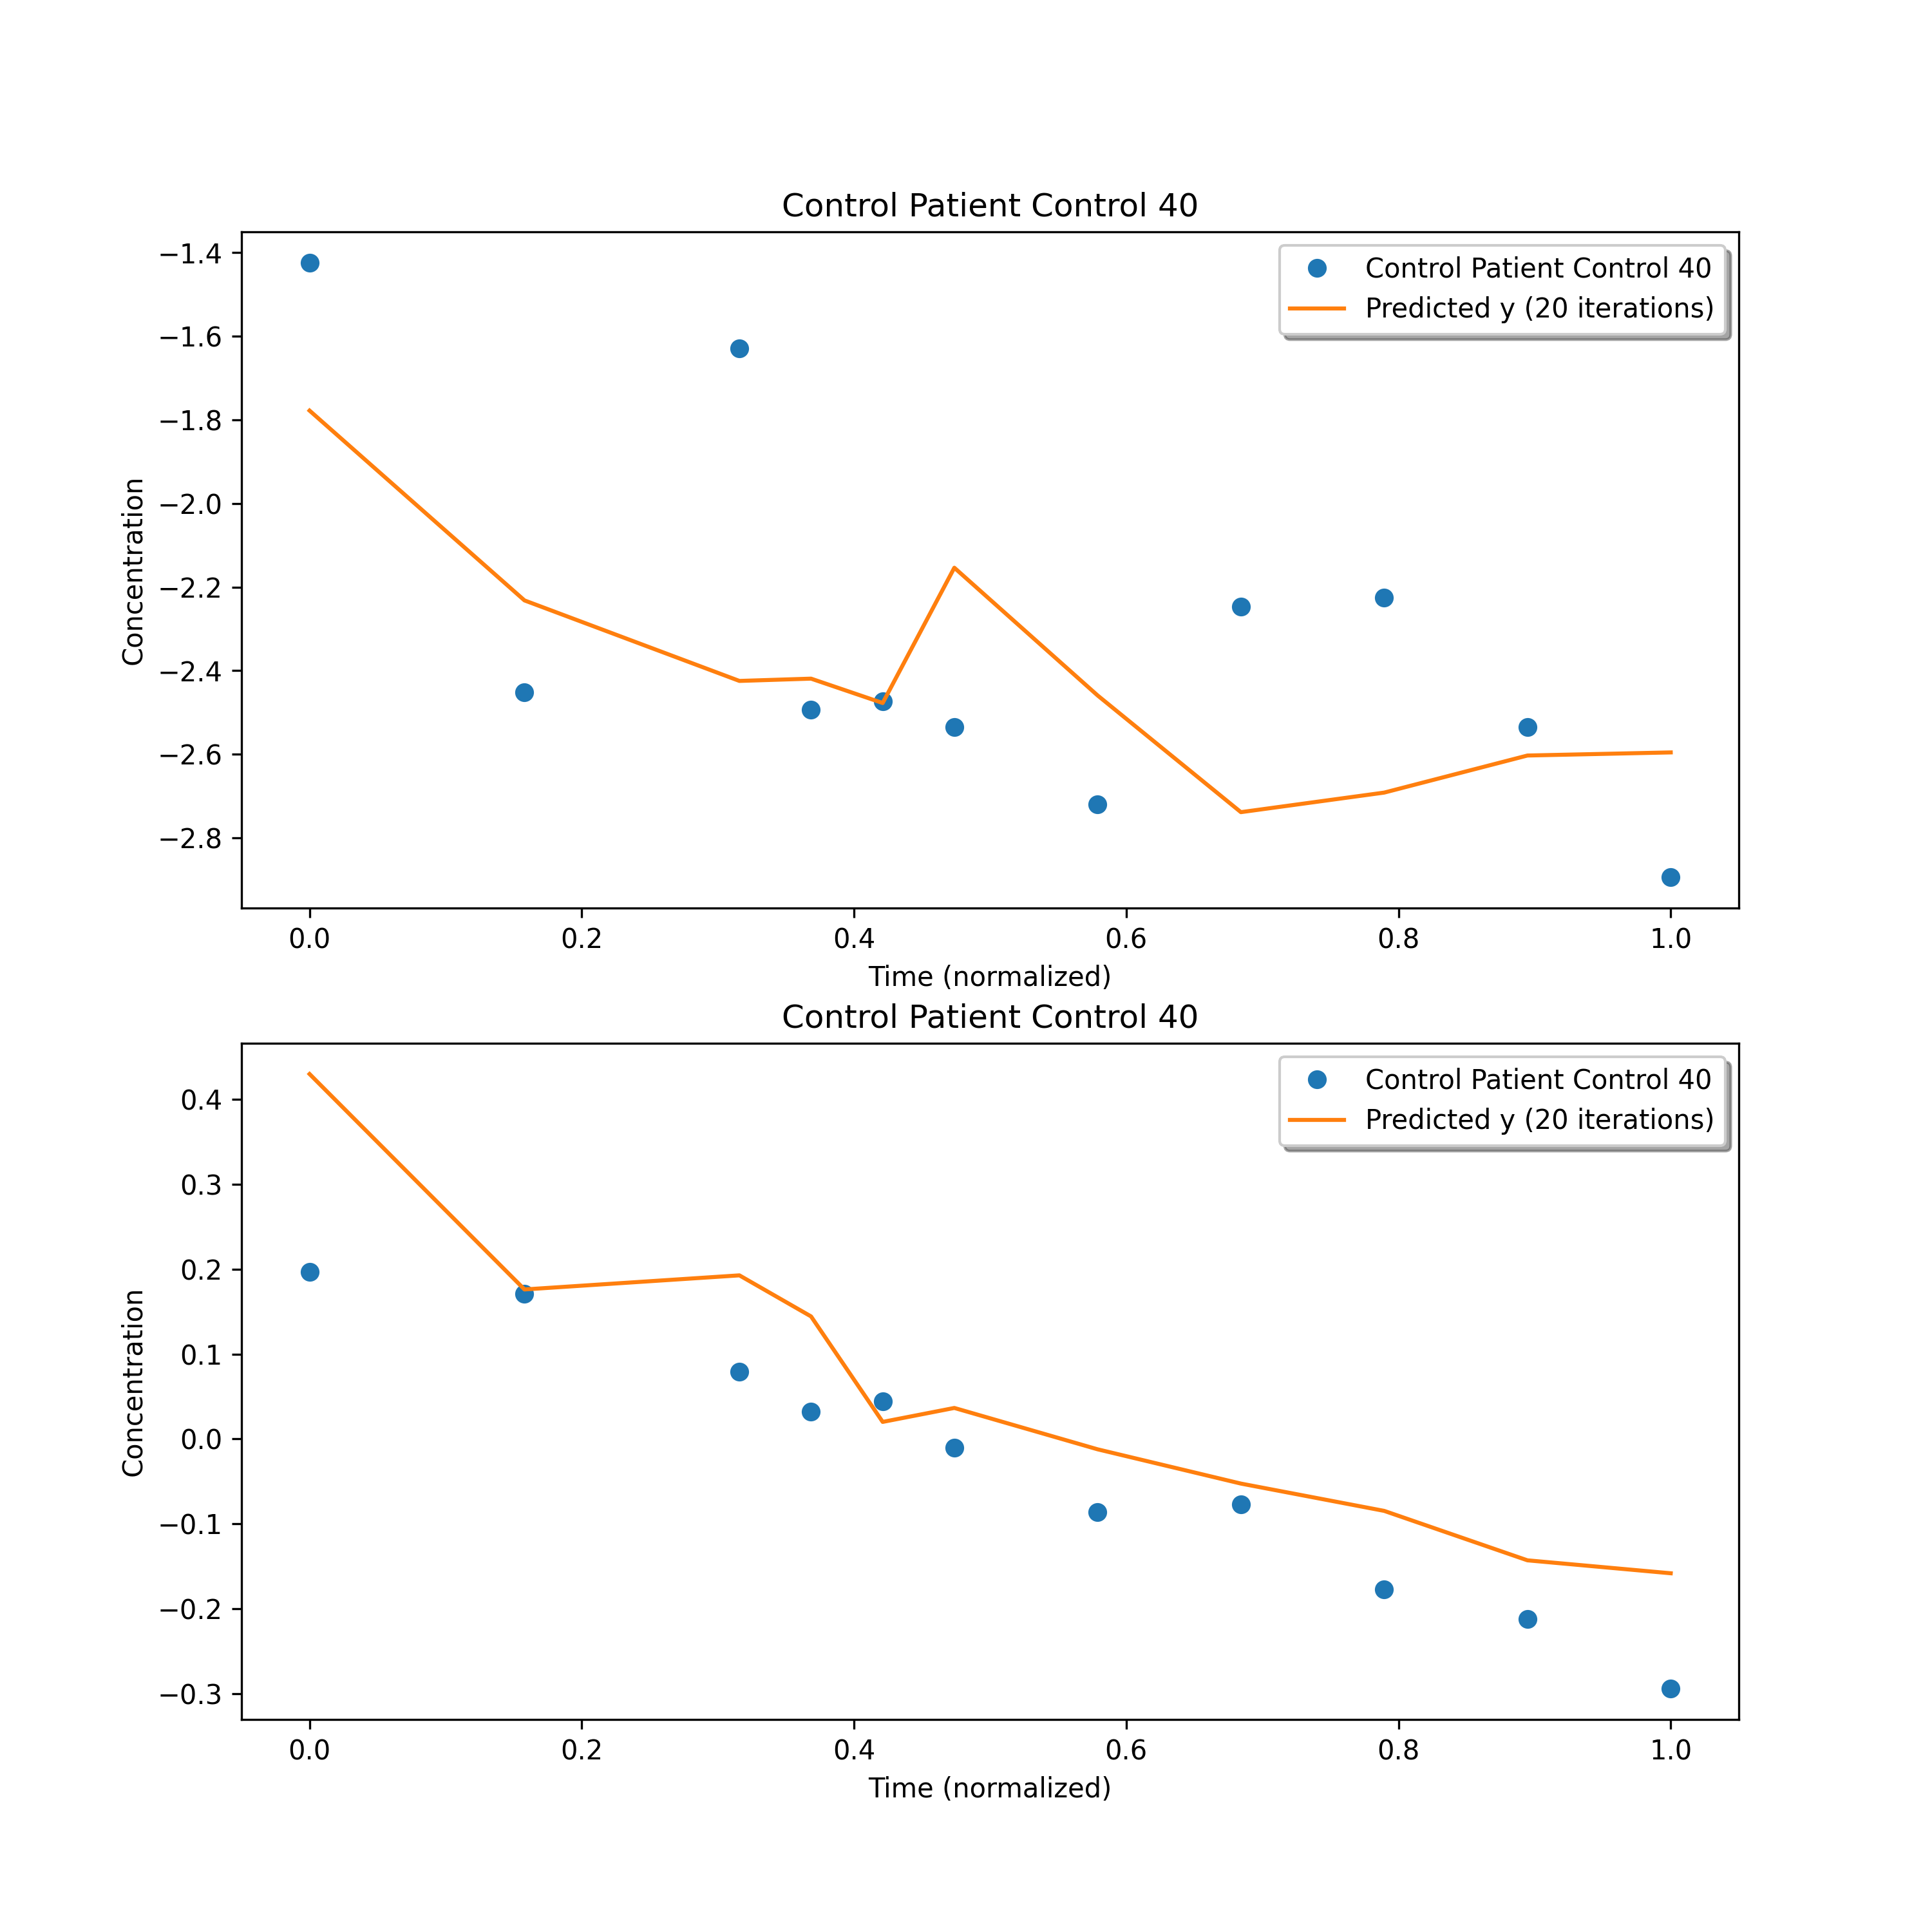 Control Patient Control 40
−1.4
−1.6
−1.8
−2.0
−2.2
−2.4
−2.6
−2.8
Concentration
Control Patient Control 40
Predicted y (20 iterations)
0.0 0.2 0.4 0.6 0.8 1.0
Time (normalized)
Control Patient Control 40
0.4
0.3
0.2
0.1
0.0
−0.1
−0.2
−0.3
Concentration
Control Patient Control 40
Predicted y (20 iterations)
0.0 0.2 0.4 0.6 0.8 1.0
Time (normalized)